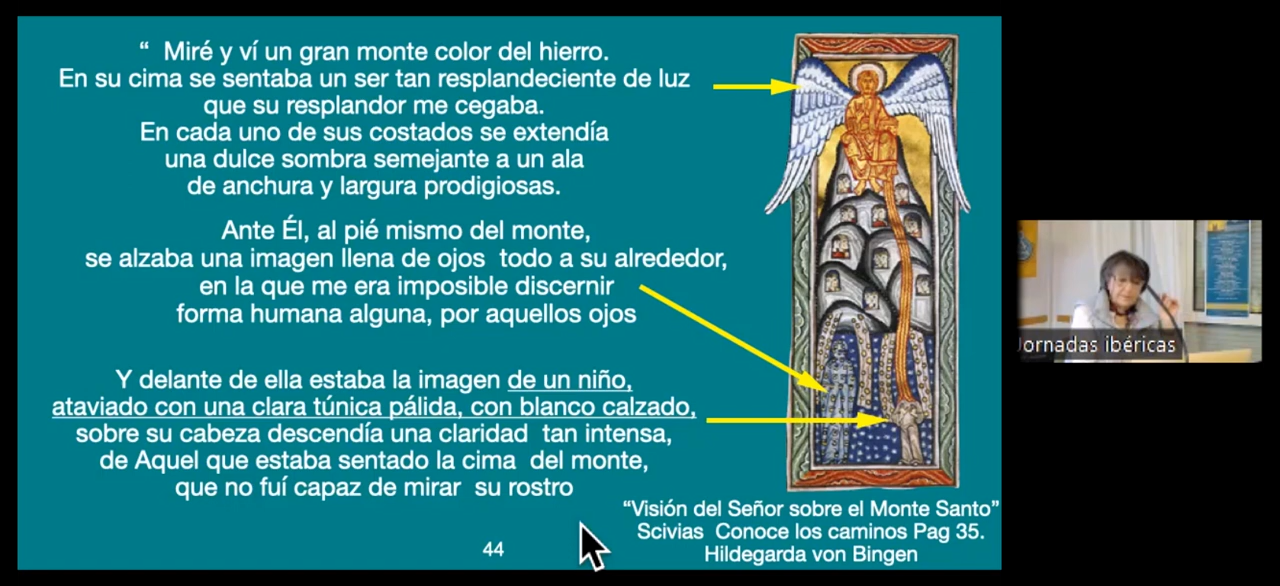 “ Miré y ví un gran monte color del hierro.
En su cima se sentaba un ser tan resplandeciente de luz
que su resplandor me cegaba.
En cada uno de sus costados se extendía
una dulce sombra semejante a un ala
de anchura y largura prodigiosas.
Ante Él, al pié mismo del monte,
se alzaba una imagen llena de ojos todo a su alrededor,
en la que me era imposible discernir
forma humana alguna, por aquellos ojos
Y delante de ella estaba la imagen de un niño,
ataviado con una clara túnica pálida, con blanco calzado,
sobre su cabeza descendía una claridad tan intensa,
de Aquel que estaba sentado la cima del monte,
que no fuí capaz de mirar su rostro
“Visión del Señor sobre el Monte Santo”
Scivias Conoce los caminos Pag 35.
Hildegarda von Bingen
44
Jornadas ibéricas